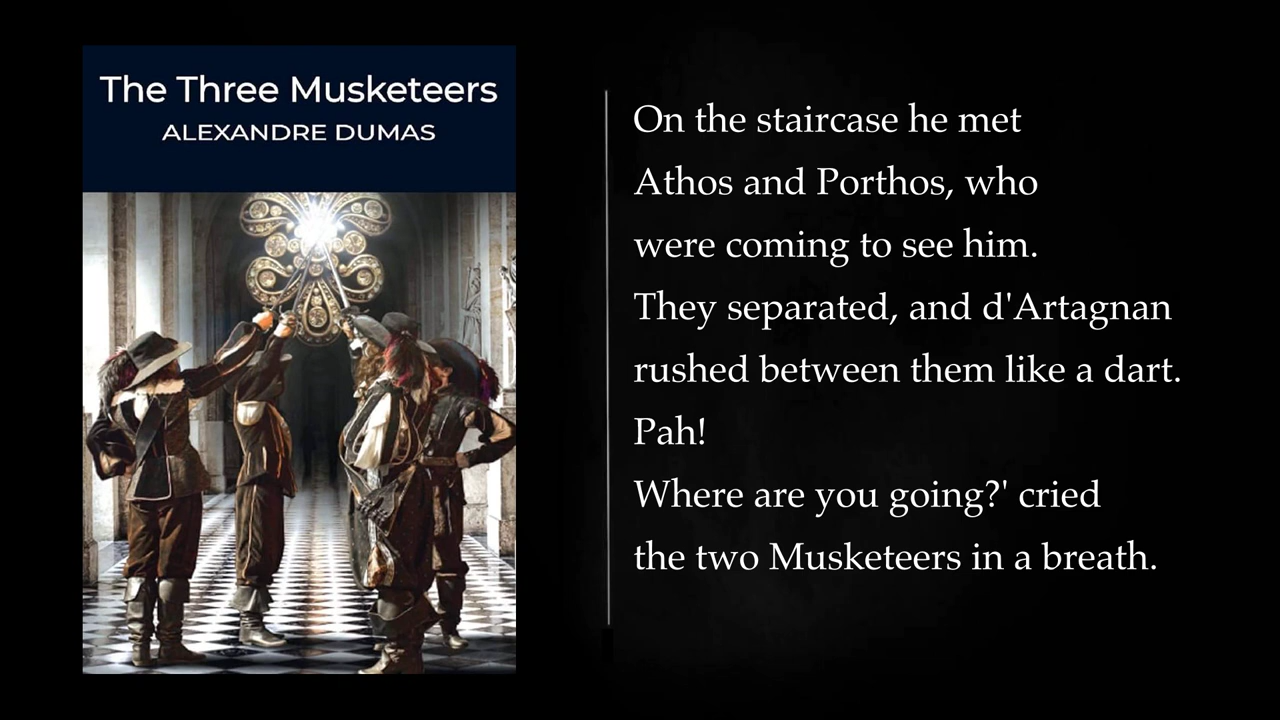 The Three Musketeers
ALEXANDRE DUMAS
On the staircase he met
Athos and Porthos, who
were coming to see him.
They separated, and d'Artagnan
rushed between them like a dart.
Pah!
Where are you going?' cried
the two Musketeers in a breath.